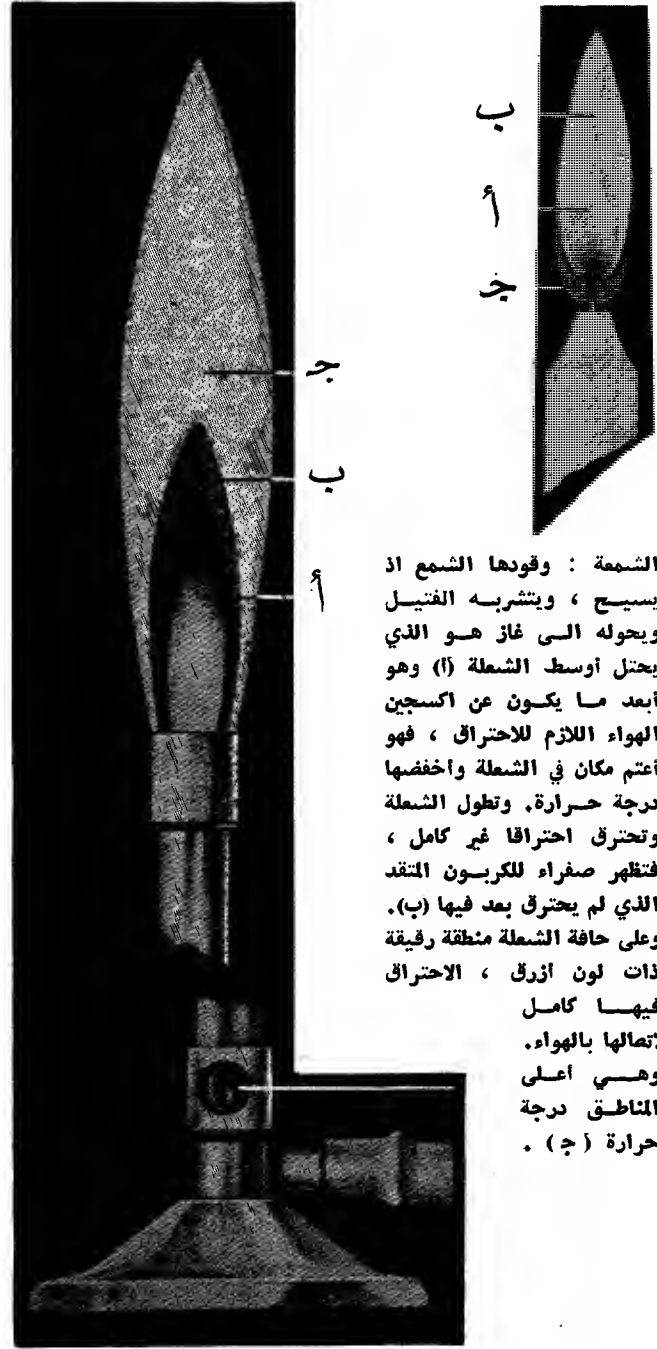 ب
أ
جـ
جـ
ب
أ
الشمعة : وقودها الشمع اذ
يسيح ، ويتشربه الفتيل
ويحوله الى غاز هو الذي
يحتل أوسط الشعلة (أ) وهو
أبعد ما يكون عن اكسجين
الهواء اللازم للاحتراق ، فهو
أعتم مكان في الشعلة وأخفضها
درجة حرارة. وتطول الشعلة
وتحترق احتراقا غير كامل ،
فتظهر صفراء للكربون المتقد
الذي لم يحترق بعد فيها (ب).
وعلى حافة الشعلة منطقة رقيقة
ذات لون أزرق ، الاحتراق
فيها كامل
لاتصالها بالهواء.
وهي أعلى
المناطق درجة
حرارة (جـ) .